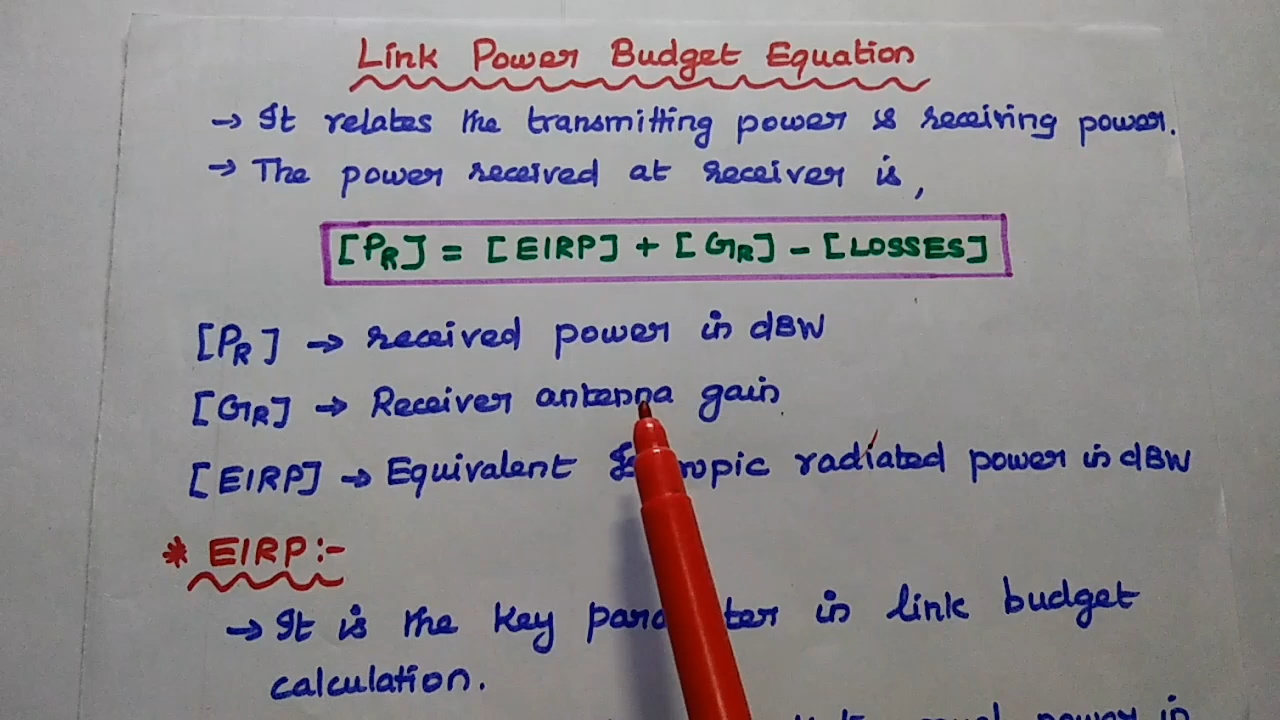 Link Power Budget Equation
→ It relates the transmitting power & receiving power.
→ The power received at receiver is,
[PR] = [EIRP] + [GR] - [LOSSES]
[PR] → received power in dBW
[GR] → Receiver antenna gain
[EIRP] → Equivalent radiated power in dBW
* EIRP:-
→ It is the key in link budget
calculation.
power in